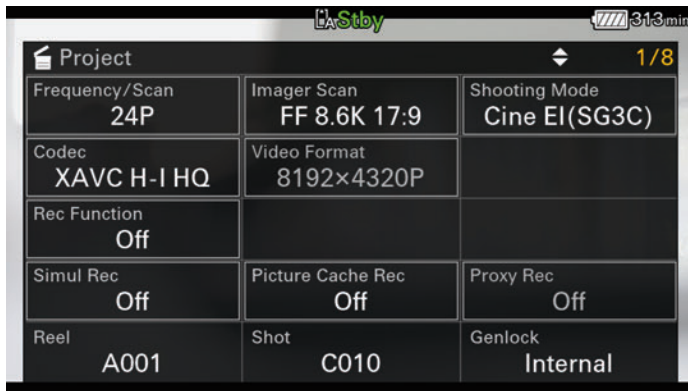 A Stby 313min
Project 1/8
Frequency/Scan Imager Scan Shooting Mode
24P FF 8.6K 17:9 Cine EI(SG3C)
Codec Video Format
XAVC H-I HQ 8192×4320P
Rec Function
Off
Simul Rec Picture Cache Rec Proxy Rec
Off Off Off
Reel Shot Genlock
A001 C010 Internal